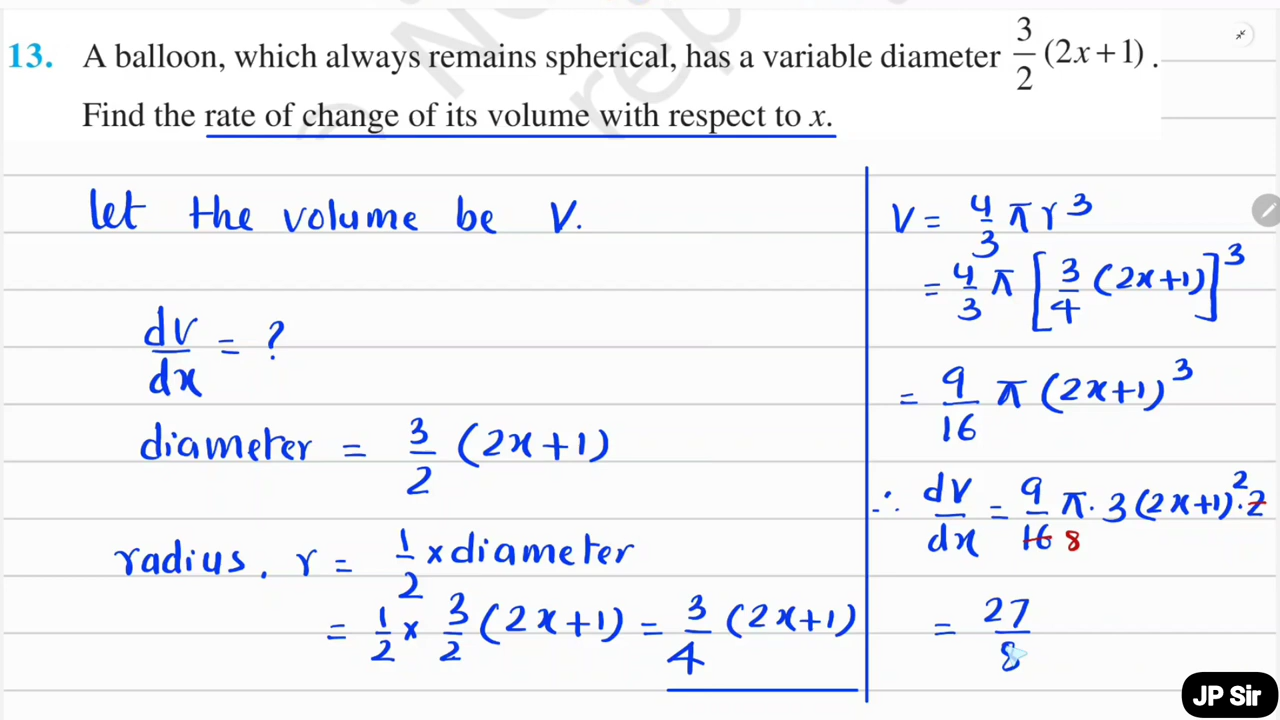 13. A balloon, which always remains spherical, has a variable diameter 3/2 (2x+1).
Find the rate of change of its volume with respect to x.
let the volume be V.
dv/dx = ?
diameter = 3/2 (2x+1)
radius, r = 1/2 × diameter
= 1/2 × 3/2 (2x+1) = 3/4 (2x+1)
V = 4/3 π r³
= 4/3 π [3/4 (2x+1)]³
= 9/16 π (2x+1)³
∴ dV/dx = 9/16 π · 3 (2x+1)² · 2
8
= 27/8
JP Sir